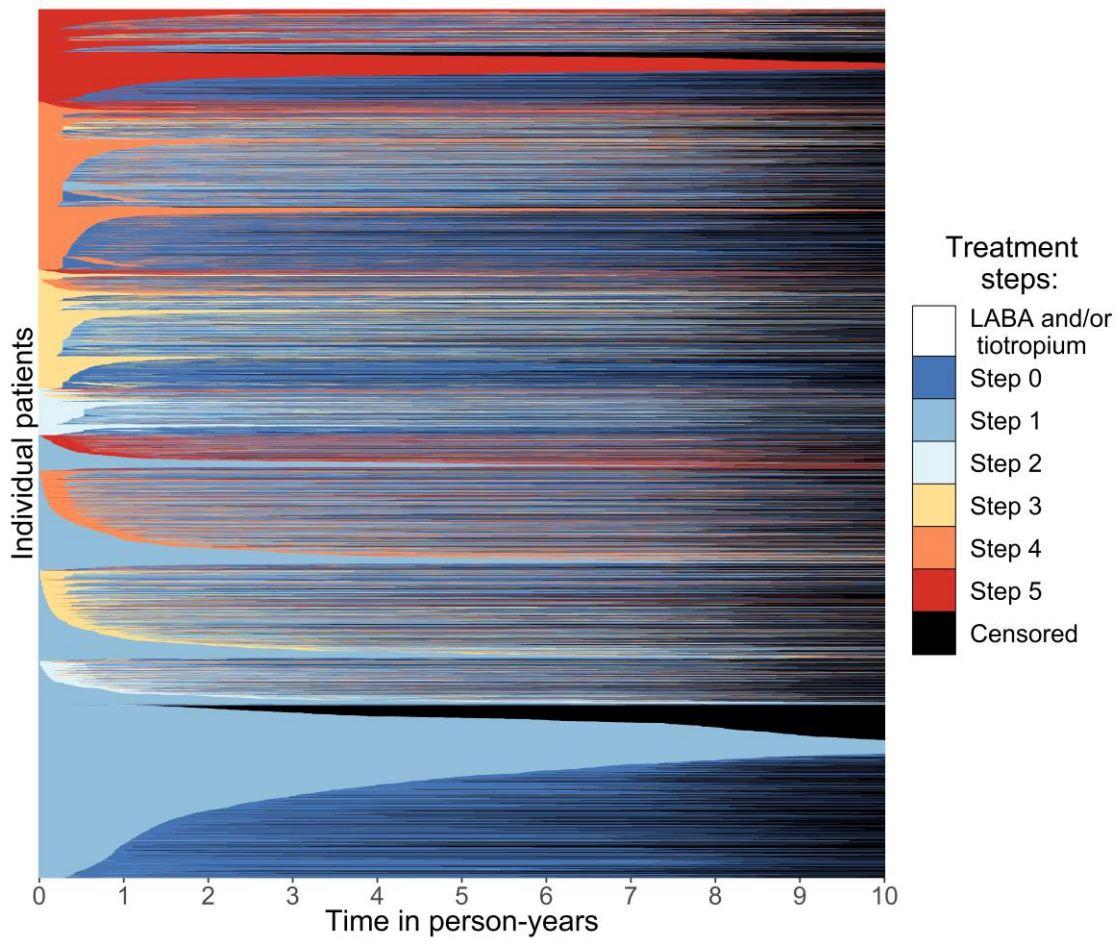 Individual patients
0 1 2 3 4 5 6 7 8 9 10
Time in person-years
Treatment
steps:
LABA and/or
tiotropium
Step 0
Step 1
Step 2
Step 3
Step 4
Step 5
Censored